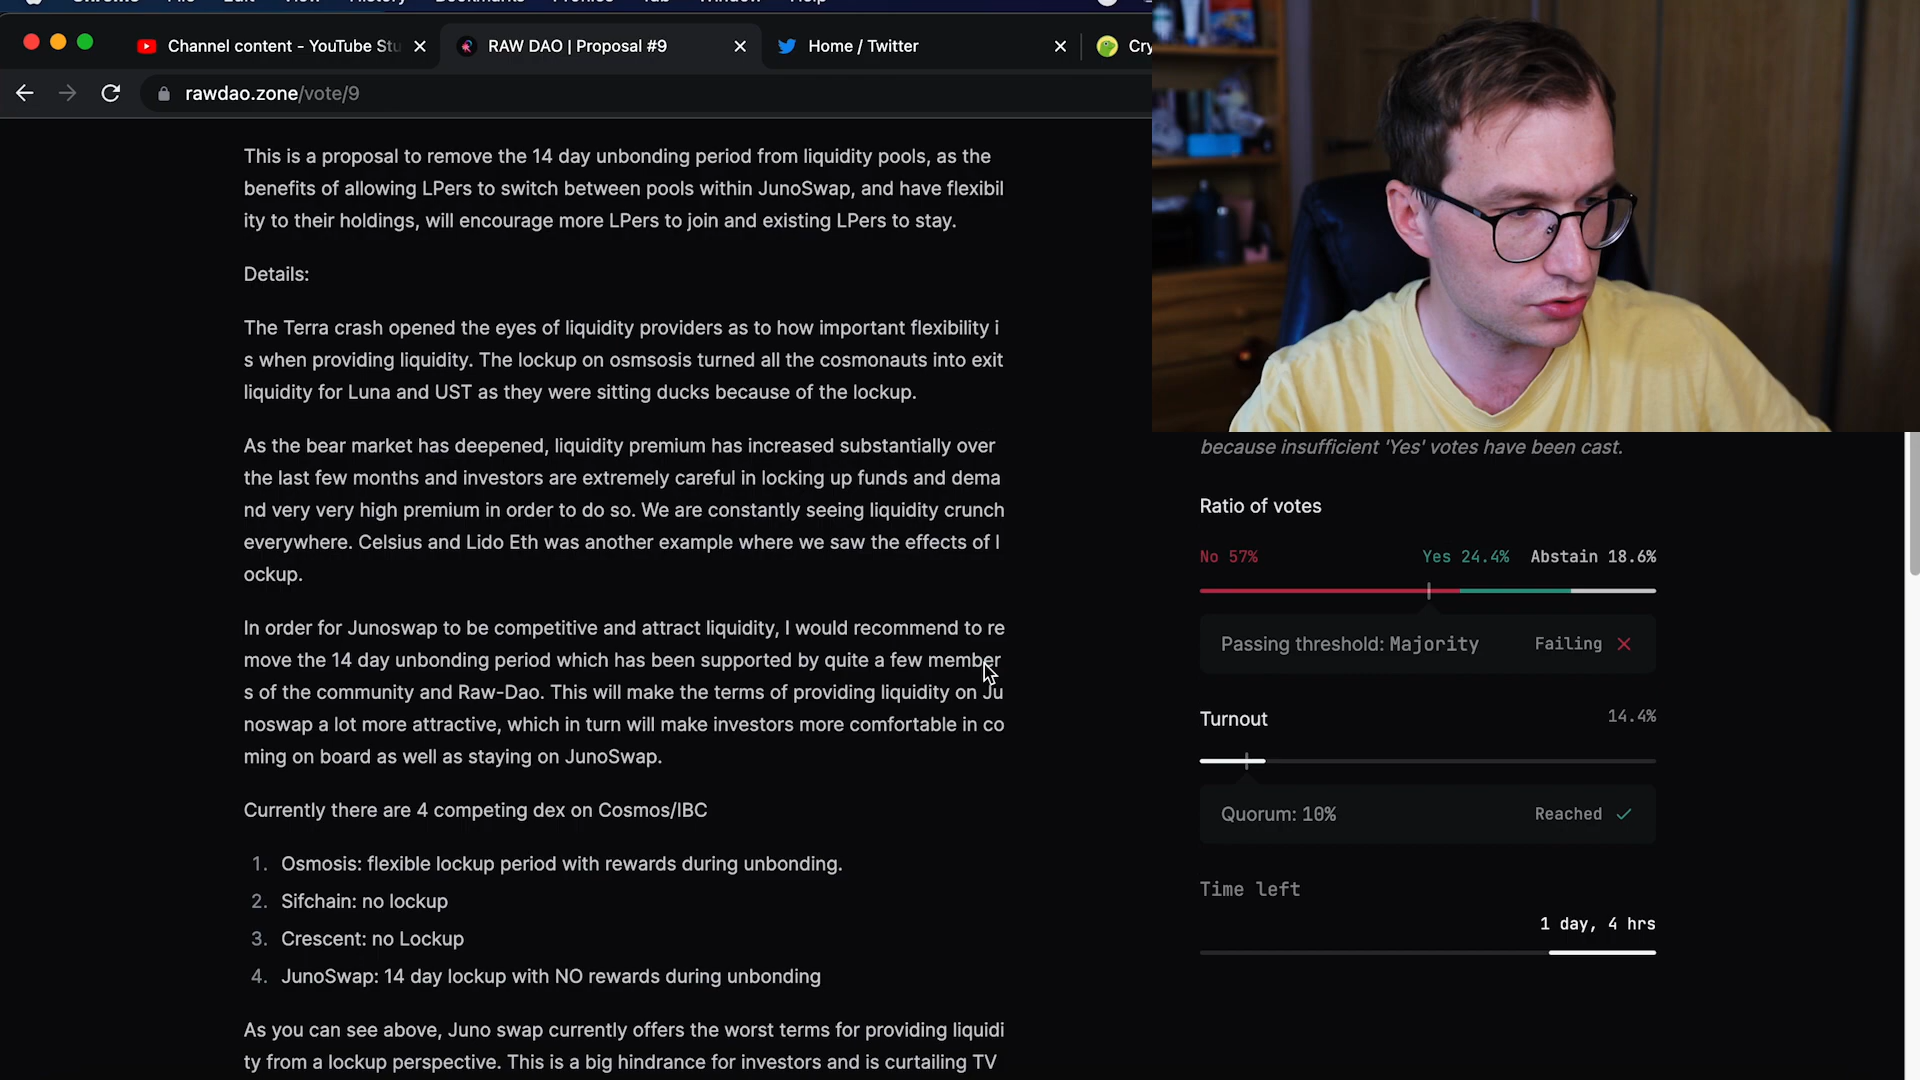 Channel content - YouTube Stu
RAW DAO | Proposal #9
Home / Twitter
Cry
rawdao.zone/vote/9
This is a proposal to remove the 14 day unbonding period from liquidity pools, as the
benefits of allowing LPers to switch between pools within JunoSwap, and have flexibil
ity to their holdings, will encourage more LPers to join and existing LPers to stay.
Details:
The Terra crash opened the eyes of liquidity providers as to how important flexibility i
s when providing liquidity. The lockup on osmsosis turned all the cosmonauts into exit
liquidity for Luna and UST as they were sitting ducks because of the lockup.
As the bear market has deepened, liquidity premium has increased substantially over
the last few months and investors are extremely careful in locking up funds and dema
nd very very high premium in order to do so. We are constantly seeing liquidity crunch
everywhere. Celsius and Lido Eth was another example where we saw the effects of l
ockup.
In order for Junoswap to be competitive and attract liquidity, I would recommend to re
move the 14 day unbonding period which has been supported by quite a few member
s of the community and Raw-Dao. This will make the terms of providing liquidity on Ju
noswap a lot more attractive, which in turn will make investors more comfortable in co
ming on board as well as staying on JunoSwap.
Currently there are 4 competing dex on Cosmos/IBC
1. Osmosis: flexible lockup period with rewards during unbonding.
2. Sifchain: no lockup
3. Crescent: no Lockup
4. JunoSwap: 14 day lockup with NO rewards during unbonding
As you can see above, Juno swap currently offers the worst terms for providing liquidi
ty from a lockup perspective. This is a big hindrance for investors and is curtailing TV
because insufficient 'Yes' votes have been cast.
Ratio of votes
No 57% Yes 24.4% Abstain 18.6%
Passing threshold: Majority Failing
Turnout 14.4%
Quorum: 10% Reached
Time left
1 day, 4 hrs